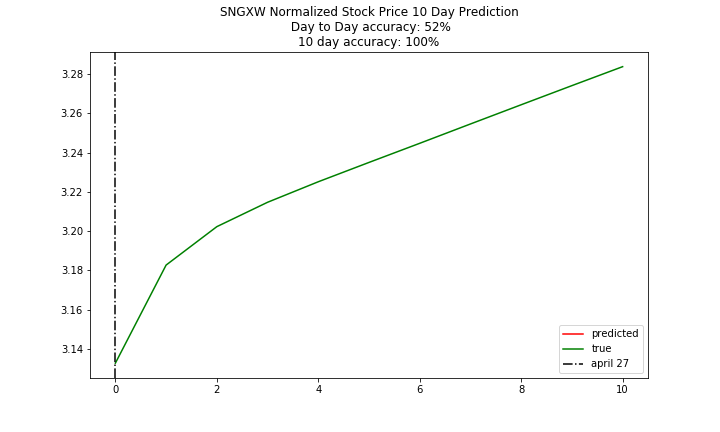 SNGXW Normalized Stock Price 10 Day Prediction
Day to Day accuracy: 52%
10 day accuracy: 100%
3.28
3.26
3.24
3.22
3.20
3.18
3.16
3.14
0
2
4
6
8
10
predicted
true
april 27